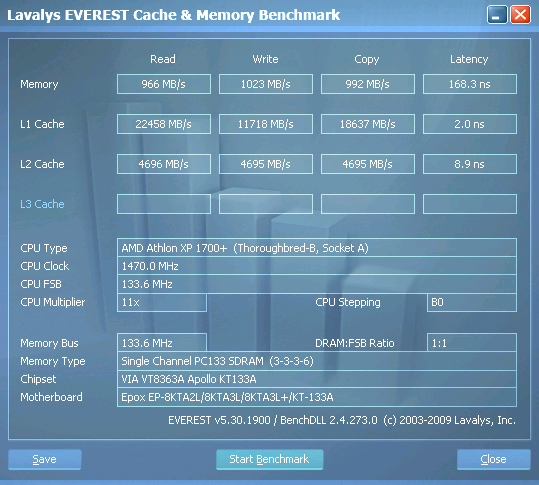 Lavalys EVEREST Cache & Memory Benchmark
Read Write Copy Latency
Memory 966 MB/s 1023 MB/s 992 MB/s 168.3 ns
L1 Cache 22458 MB/s 11718 MB/s 18637 MB/s 2.0 ns
L2 Cache 4696 MB/s 4695 MB/s 4695 MB/s 8.9 ns
L3 Cache
CPU Type AMD Athlon XP 1700+ (Thoroughbred-B, Socket A)
CPU Clock 1470.0 MHz
CPU FSB 133.6 MHz
CPU Multiplier 11x CPU Stepping B0
Memory Bus 133.6 MHz DRAM:FSB Ratio 1:1
Memory Type Single Channel PC133 SDRAM (3-3-3-6)
Chipset VIA VT8363A Apollo KT133A
Motherboard Epox EP-8KTA2L/8KTA3L/8KTA3L+/KT-133A
EVEREST v5.30.1900 / BenchDLL 2.4.273.0 (c) 2003-2009 Lavalys, Inc.
Save Start Benchmark Close